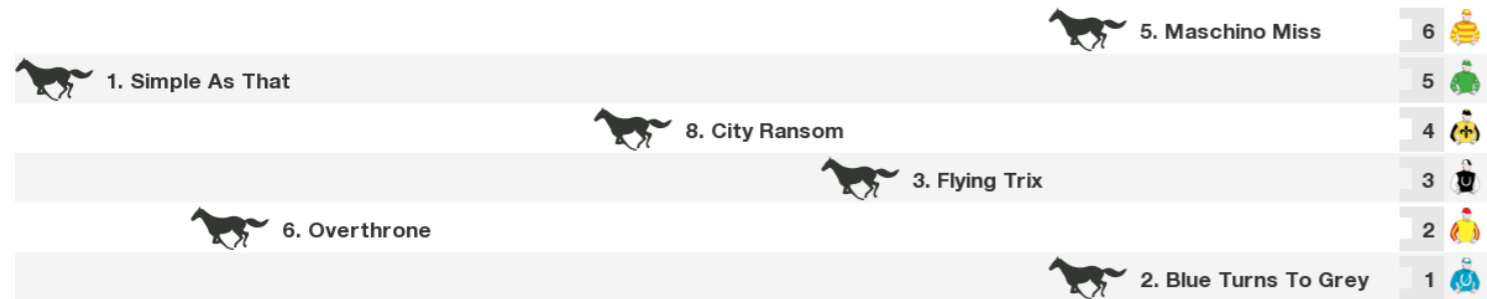 5. Maschino Miss 6
1. Simple As That 5
8. City Ransom 4
3. Flying Trix 3
6. Overthrone 2
2. Blue Turns To Grey 1